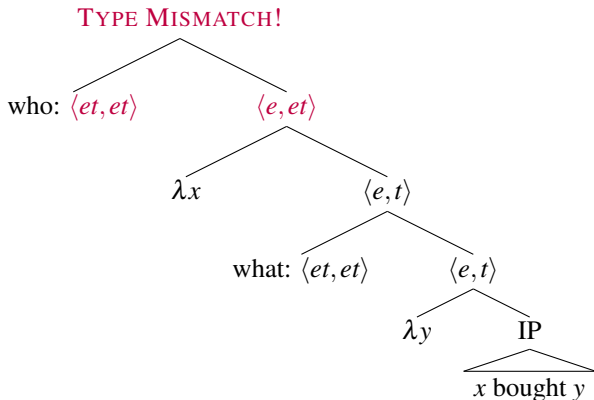 TYPE MISMATCH!
who: ⟨et, et⟩ ⟨e, et⟩
λx ⟨e, t⟩
what: ⟨et, et⟩ ⟨e, t⟩
λy IP
x bought y